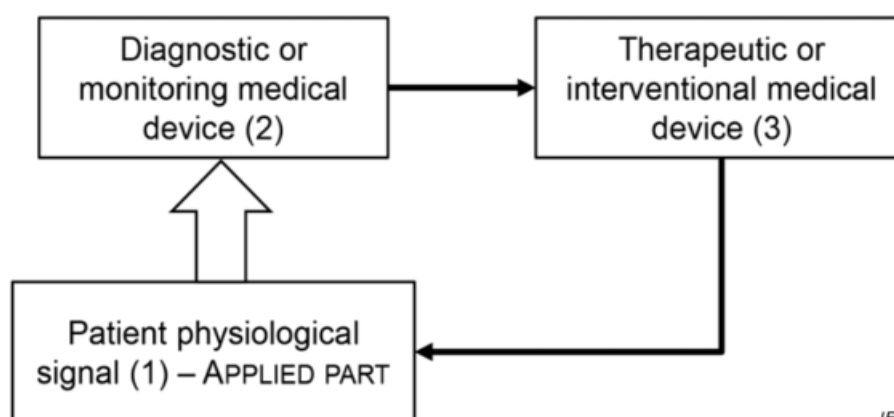 Diagnostic or
monitoring medical
device (2)
Therapeutic or
interventional medical
device (3)
Patient physiological
signal (1) – APPLIED PART